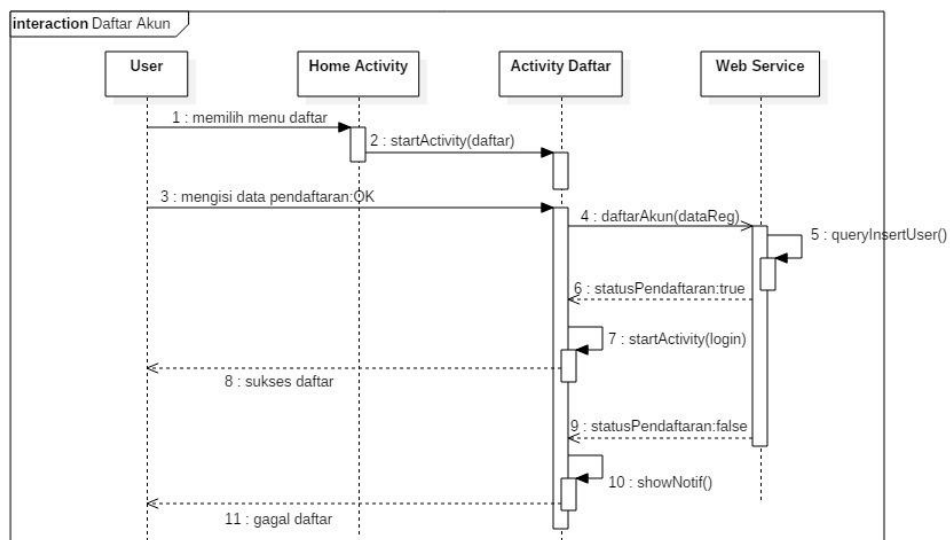 interaction Daftar Akun
User
Home Activity
Activity Daftar
Web Service
1 : memilih menu daftar
2 : startActivity(daftar)
3 : mengisi data pendaftaran:OK
4 : daftarAkun(dataReg)
5 : queryInsertUser()
6 : statusPendaftaran:true
7 : startActivity(login)
8 : sukses daftar
9 : statusPendaftaran:false
10 : showNotif()
11 : gagal daftar